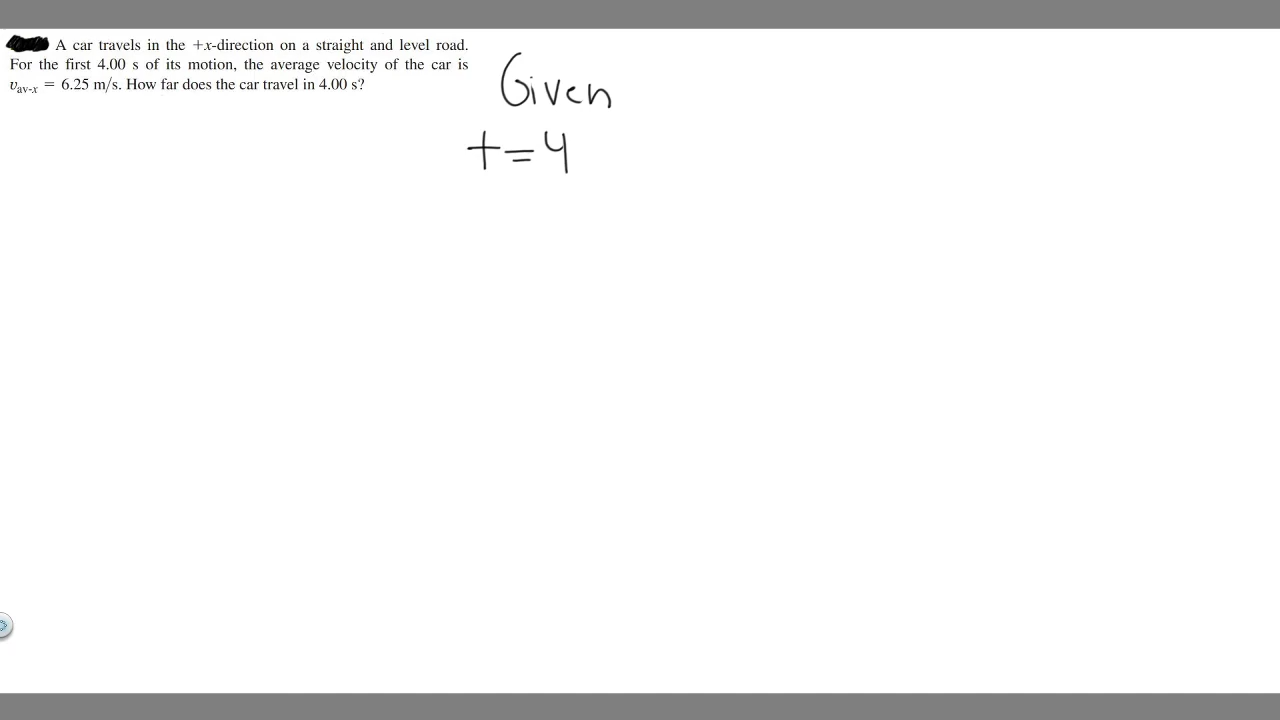 A car travels in the +x-direction on a straight and level road.
For the first 4.00 s of its motion, the average velocity of the car is
v_av-x = 6.25 m/s. How far does the car travel in 4.00 s?
Given
t=4